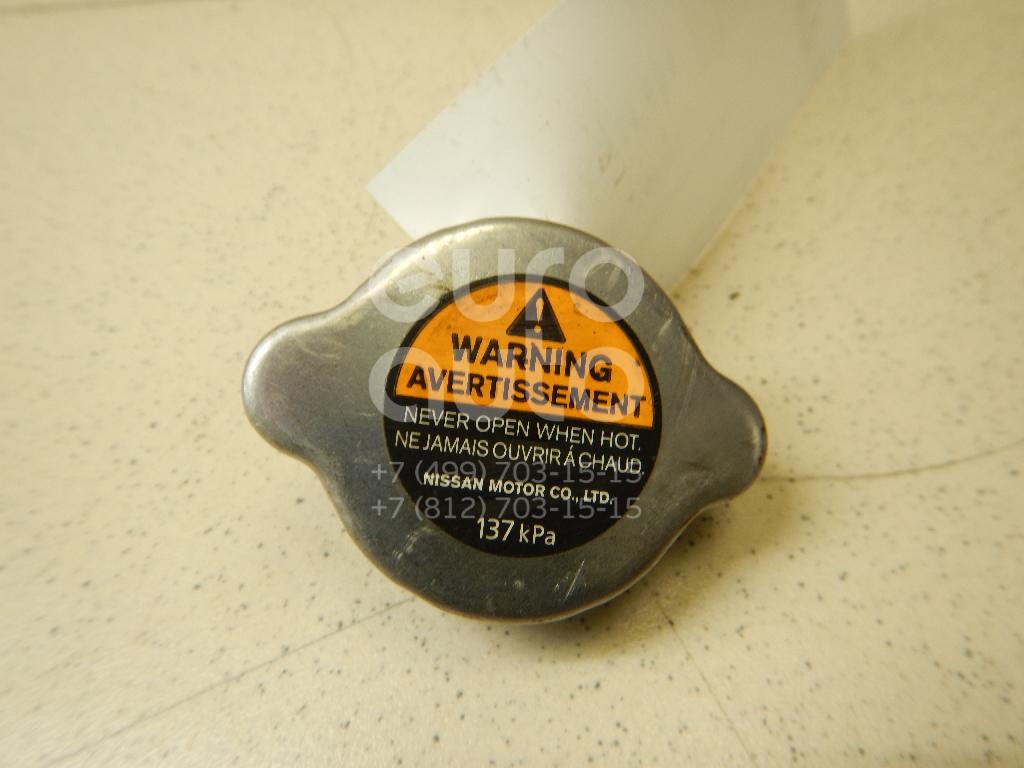 euro
auto
WARNING
AVERTISSEMENT
NEVER OPEN WHEN HOT.
NE JAMAIS OUVRIR Á CHAUD,
+7 (499) 703-15-15
NISSAN MOTOR CO., LTD.
+7 (812) 703-15-15
137 kPa